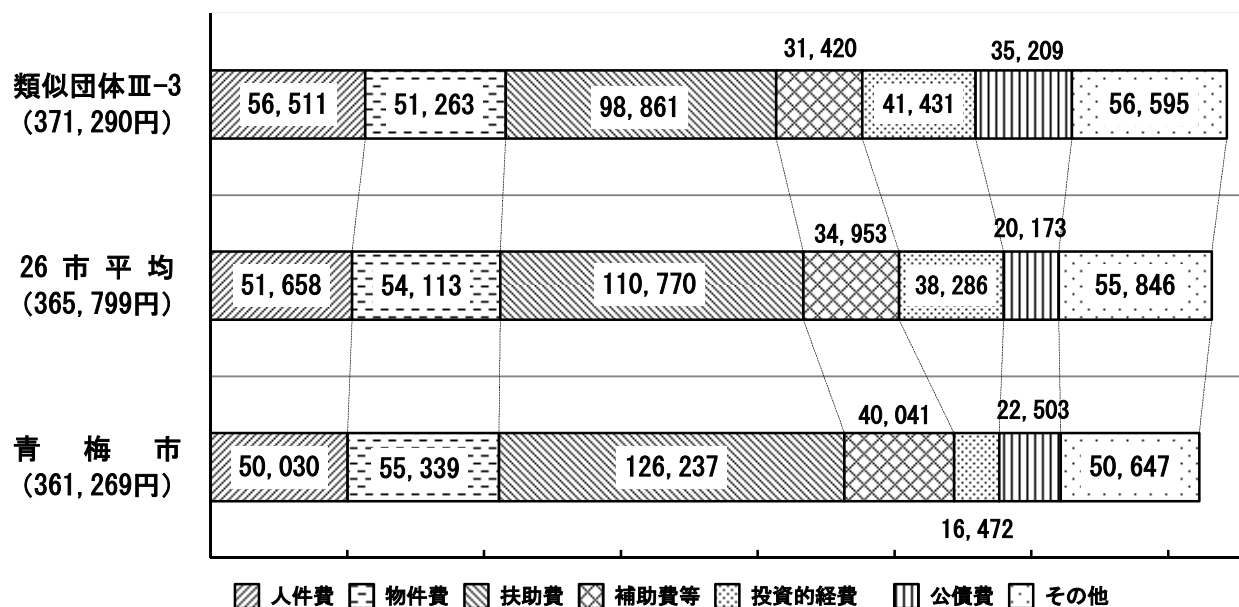 31,420 35,209
類似団体Ⅲ-3
(371,290円)
56,511 51,263 98,861 41,431 56,595
34,953 20,173
26市平均
(365,799円)
51,658 54,113 110,770 38,286 55,846
40,041 22,503
青梅市
(361,269円)
50,030 55,339 126,237 50,647
16,472
人件費 物件費 扶助費 補助費等 投資的経費 公債費 その他